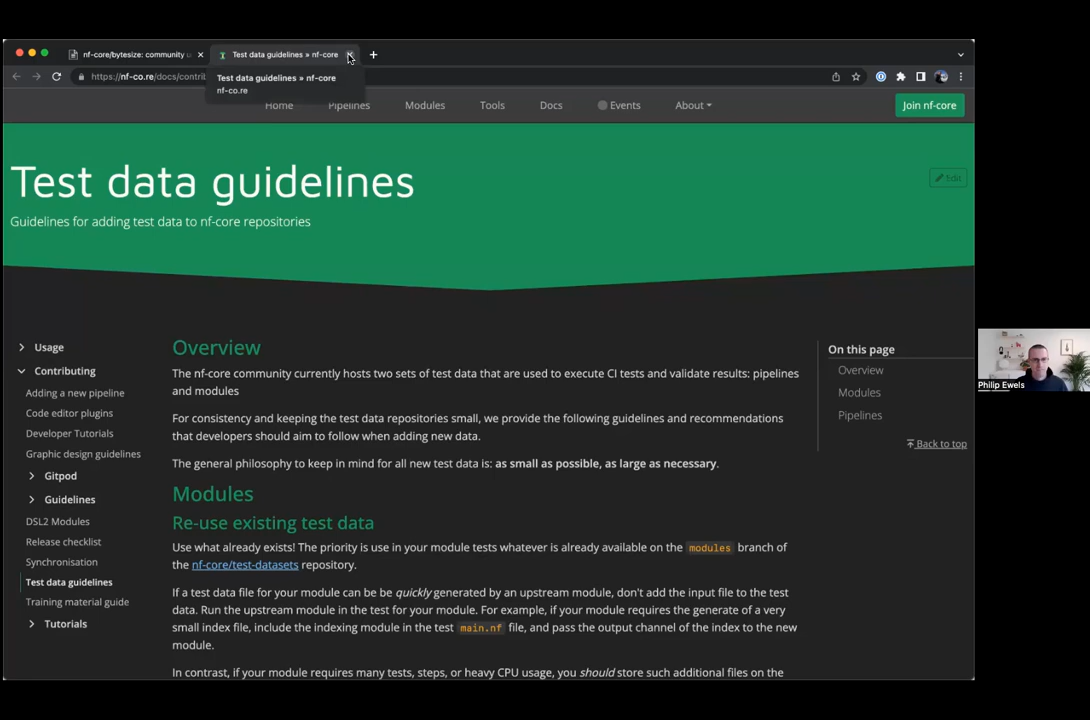 nf-core/bytesize: community
Test data guidelines » nf-core
https://nf-co.re/docs/contrib
Test data guidelines » nf-core
nf-co.re
Home
Pipelines
Modules
Tools
Docs
Events
About
Join nf-core
Test data guidelines
Edit
Guidelines for adding test data to nf-core repositories
Usage
Contributing
Adding a new pipeline
Code editor plugins
Developer Tutorials
Graphic design guidelines
Gitpod
Guidelines
DSL2 Modules
Release checklist
Synchronisation
Test data guidelines
Training material guide
Tutorials
Overview
The nf-core community currently hosts two sets of test data that are used to execute CI tests and validate results: pipelines
and modules
For consistency and keeping the test data repositories small, we provide the following guidelines and recommendations
that developers should aim to follow when adding new data.
The general philosophy to keep in mind for all new test data is: as small as possible, as large as necessary.
Modules
Re-use existing test data
Use what already exists! The priority is use in your module tests whatever is already available on the modules branch of
the nf-core/test-datasets repository.
If a test data file for your module can be be quickly generated by an upstream module, don't add the input file to the test
data. Run the upstream module in the test for your module. For example, if your module requires the generate of a very
small index file, include the indexing module in the test main.nf file, and pass the output channel of the index to the new
module.
In contrast, if your module requires many tests, steps, or heavy CPU usage, you should store such additional files on the
On this page
Overview
Modules
Pipelines
Back to top
Philip Ewels